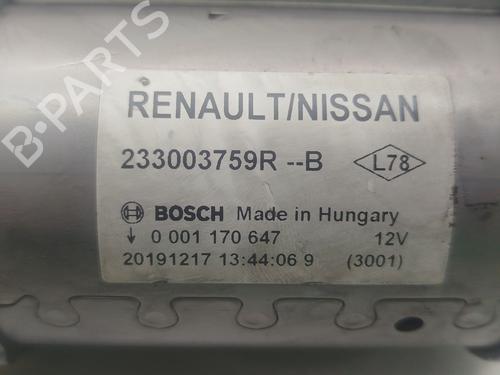 B-PARTS
RENAULT/NISSAN
233003759R --B L78
BOSCH Made in Hungary
↓ 0 001 170 647 12V
20191217 13:44:06 9 (3001)